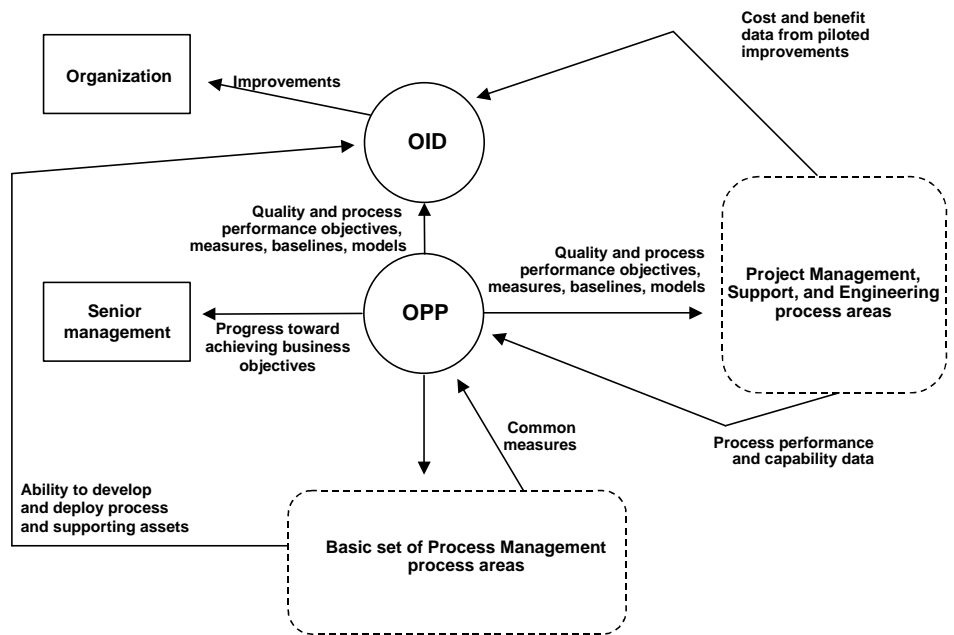 Cost and benefit
data from piloted
improvements
Organization
Improvements
OID
Quality and process
performance objectives,
measures, baselines, models
Quality and process
performance objectives,
measures, baselines, models
Project Management,
Support, and Engineering
process areas
Senior
management
OPP
Progress toward
achieving business
objectives
Common
measures
Process performance
and capability data
Ability to develop
and deploy process
and supporting assets
Basic set of Process Management
process areas